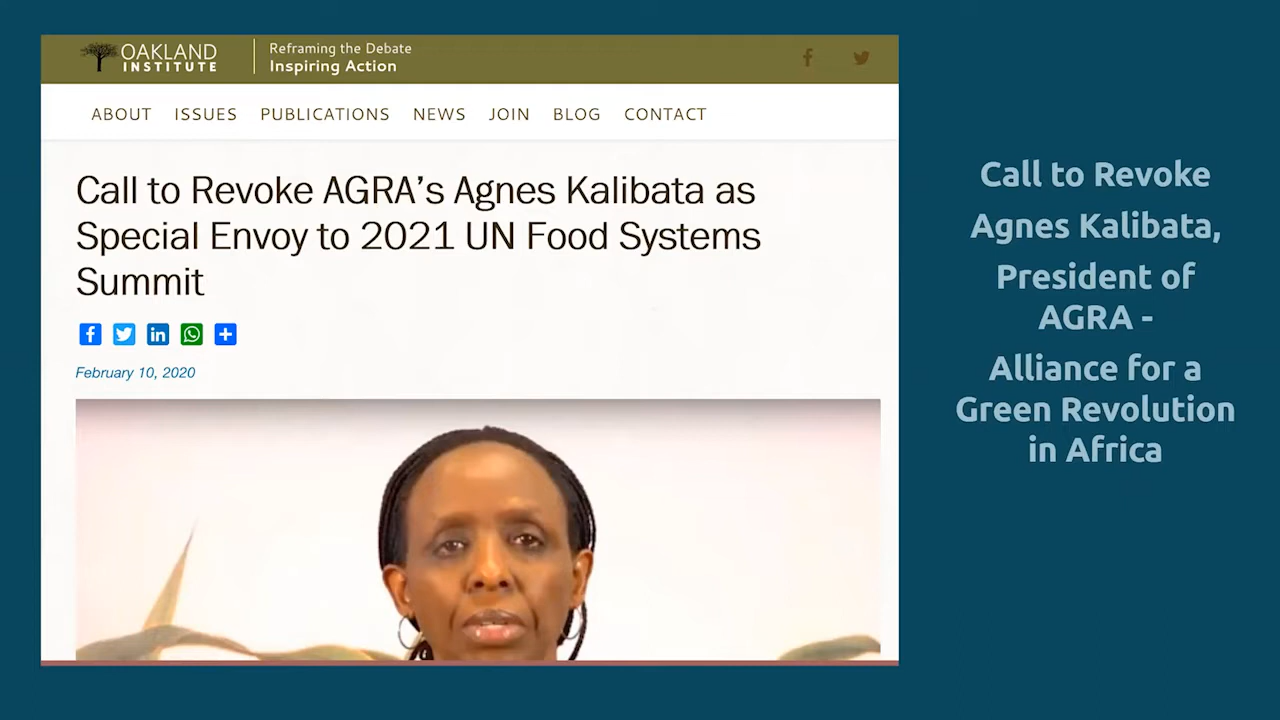 OAKLAND
INSTITUTE
Reframing the Debate
Inspiring Action
ABOUT ISSUES PUBLICATIONS NEWS JOIN BLOG CONTACT
Call to Revoke AGRA’s Agnes Kalibata as
Special Envoy to 2021 UN Food Systems
Summit
February 10, 2020
Call to Revoke
Agnes Kalibata,
President of
AGRA -
Alliance for a
Green Revolution
in Africa